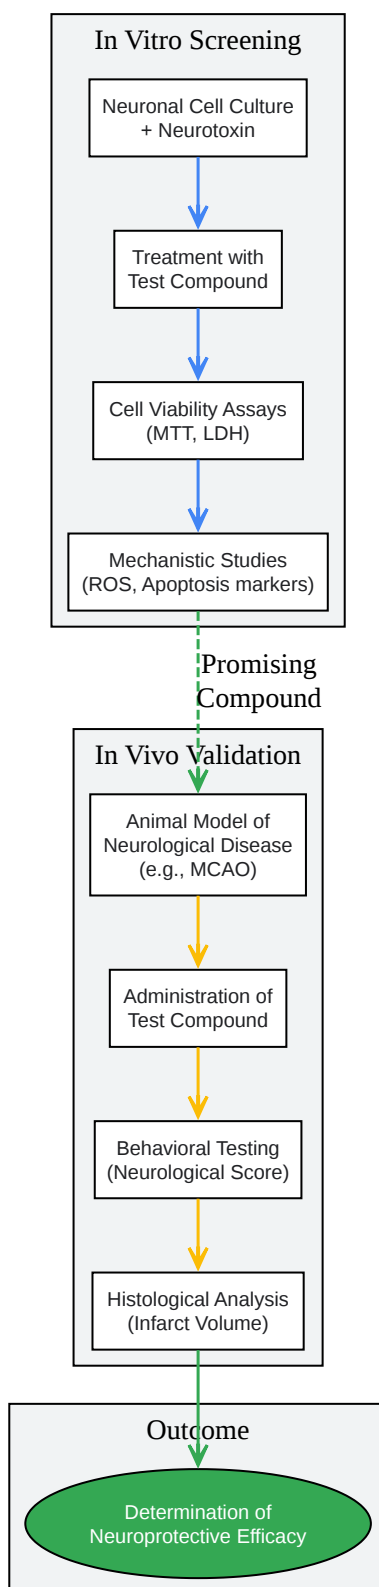 In Vitro Screening
Neuronal Cell Culture
+ Neurotoxin
Treatment with
Test Compound
Cell Viability Assays
(MTT, LDH)
Mechanistic Studies
(ROS, Apoptosis markers)
Promising
Compound
In Vivo Validation
Animal Model of
Neurological Disease
(e.g., MCAO)
Administration of
Test Compound
Behavioral Testing
(Neurological Score)
Histological Analysis
(Infarct Volume)
Outcome
Determination of
Neuroprotective Efficacy